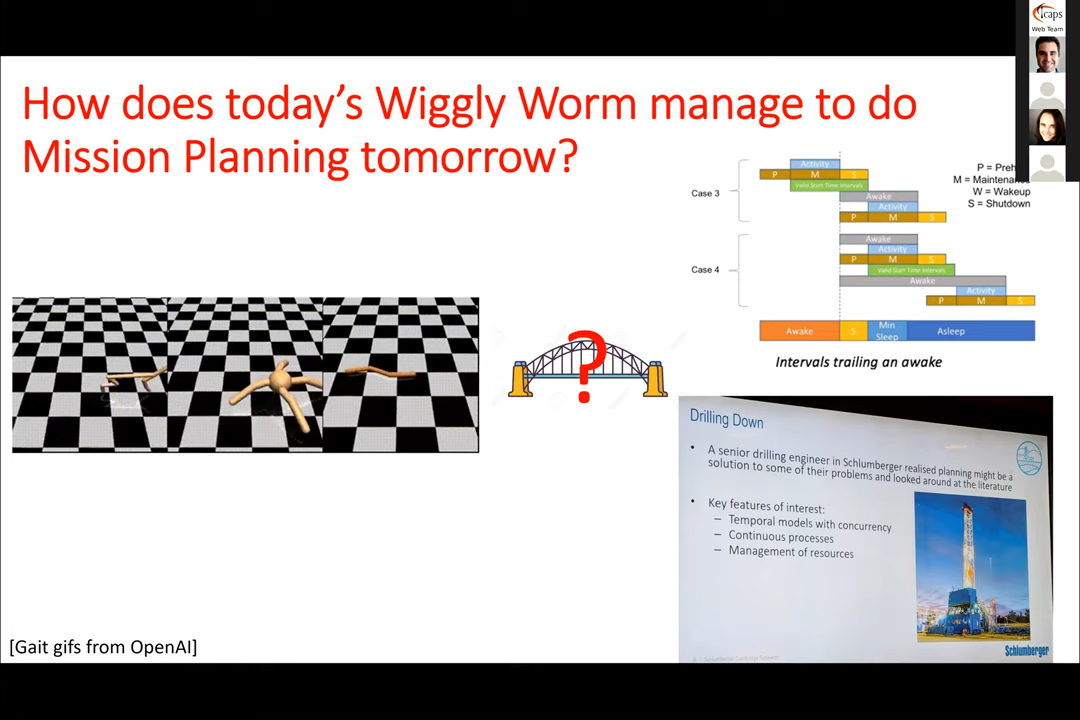 icaps
Web Team
How does today's Wiggly Worm manage to do
Mission Planning tomorrow?
Case 3
Activity
P M S
Valid Start Time Intervals
Awake
Activity
P M S
P =
M =
W = Wakeup
S = Shutdown
Case 4
Awake
Activity
P M S
Valid Start Time Intervals
Awake
Activity
P M S
Awake S Min Sleep Asleep
Intervals trailing an awake
?
Drilling Down
• A senior drilling engineer in Schlumberger realised planning might be a
solution to some of their problems and looked around at the literature
• Key features of interest:
– Temporal models with concurrency
– Continuous processes
– Management of resources
Schlumberger
[Gait gifs from OpenAI]